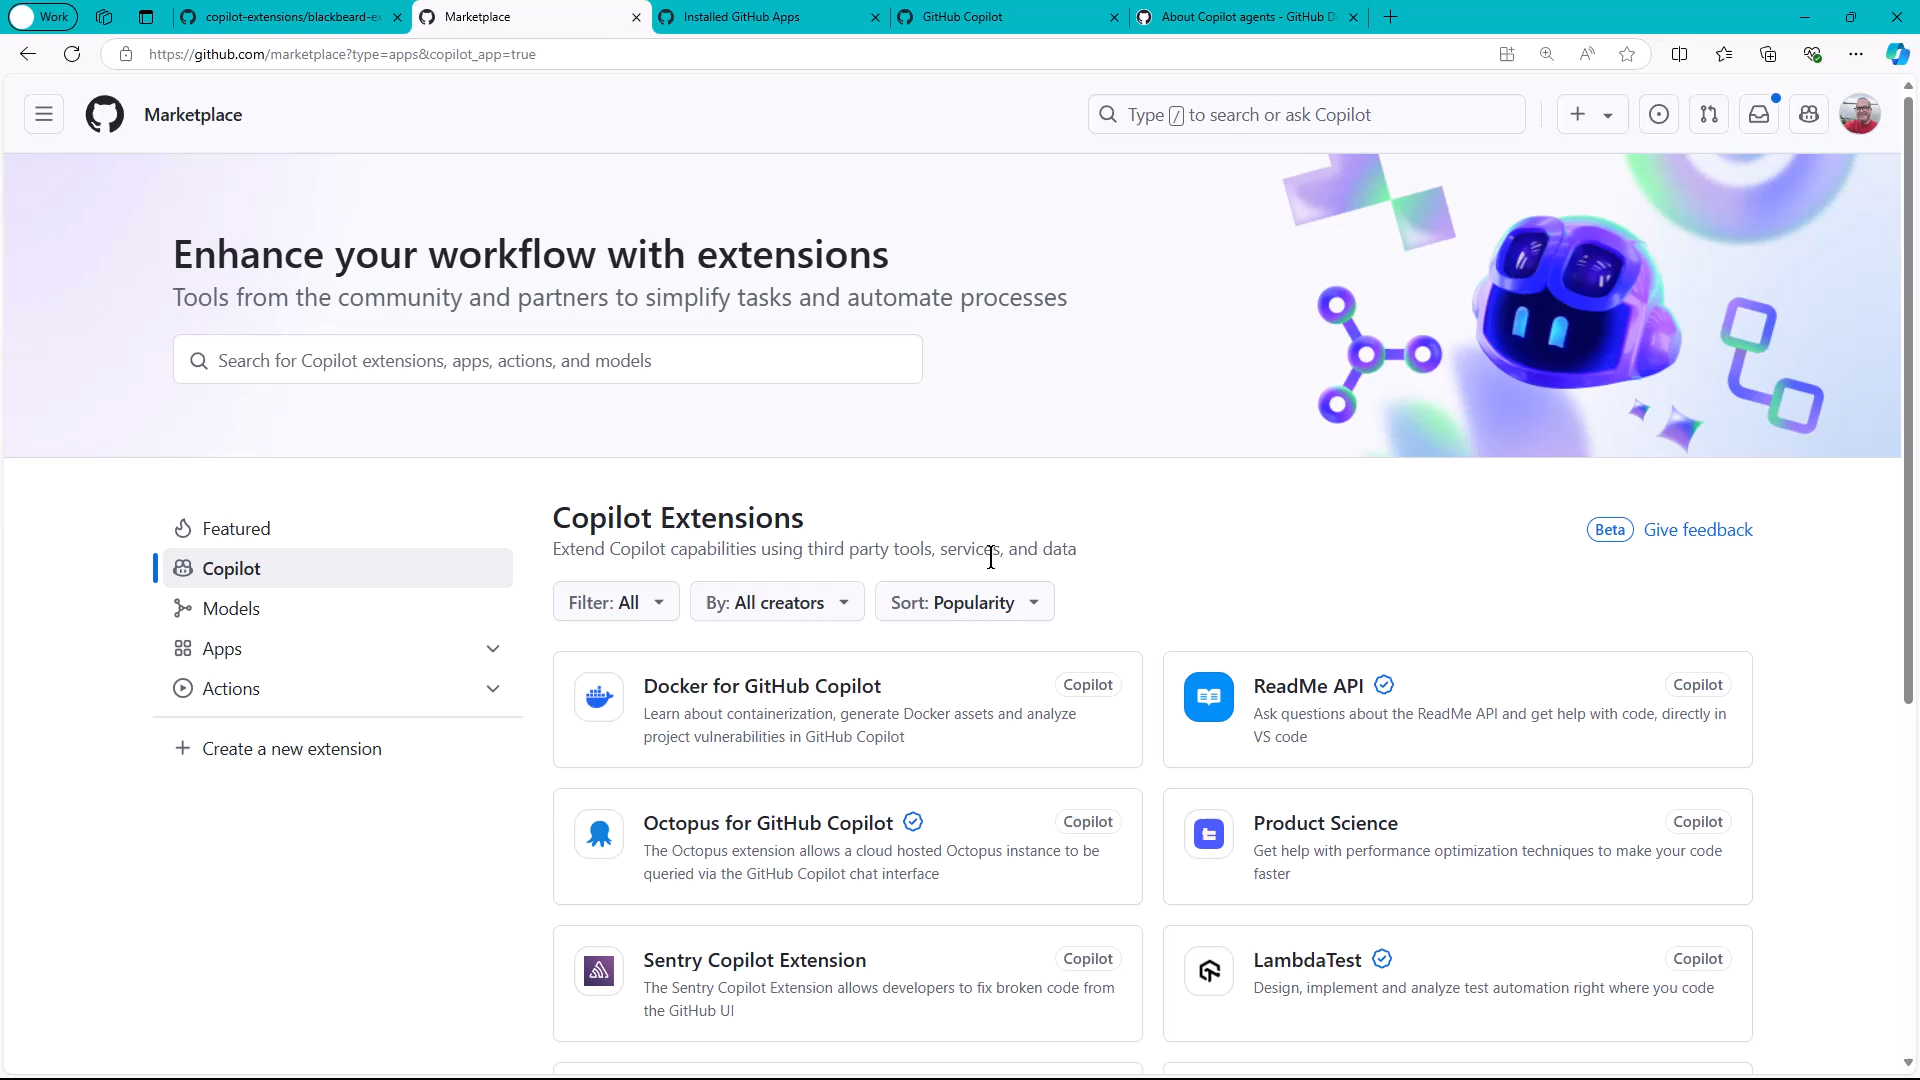 Work
copilot-extensions/blackbeard-ex
Marketplace
Installed GitHub Apps
GitHub Copilot
About Copilot agents - GitHub D
https://github.com/marketplace?type=apps&copilot_app=true
Marketplace
Type / to search or ask Copilot
Enhance your workflow with extensions
Tools from the community and partners to simplify tasks and automate processes
Search for Copilot extensions, apps, actions, and models
Featured
Copilot
Models
Apps
Actions
Create a new extension
Copilot Extensions
Extend Copilot capabilities using third party tools, services, and data
Beta Give feedback
Filter: All
By: All creators
Sort: Popularity
Docker for GitHub Copilot
Copilot
Learn about containerization, generate Docker assets and analyze
project vulnerabilities in GitHub Copilot
ReadMe API
Copilot
Ask questions about the ReadMe API and get help with code, directly in
VS code
Octopus for GitHub Copilot
Copilot
The Octopus extension allows a cloud hosted Octopus instance to be
queried via the GitHub Copilot chat interface
Product Science
Copilot
Get help with performance optimization techniques to make your code
faster
Sentry Copilot Extension
Copilot
The Sentry Copilot Extension allows developers to fix broken code from
the GitHub UI
LambdaTest
Copilot
Design, implement and analyze test automation right where you code